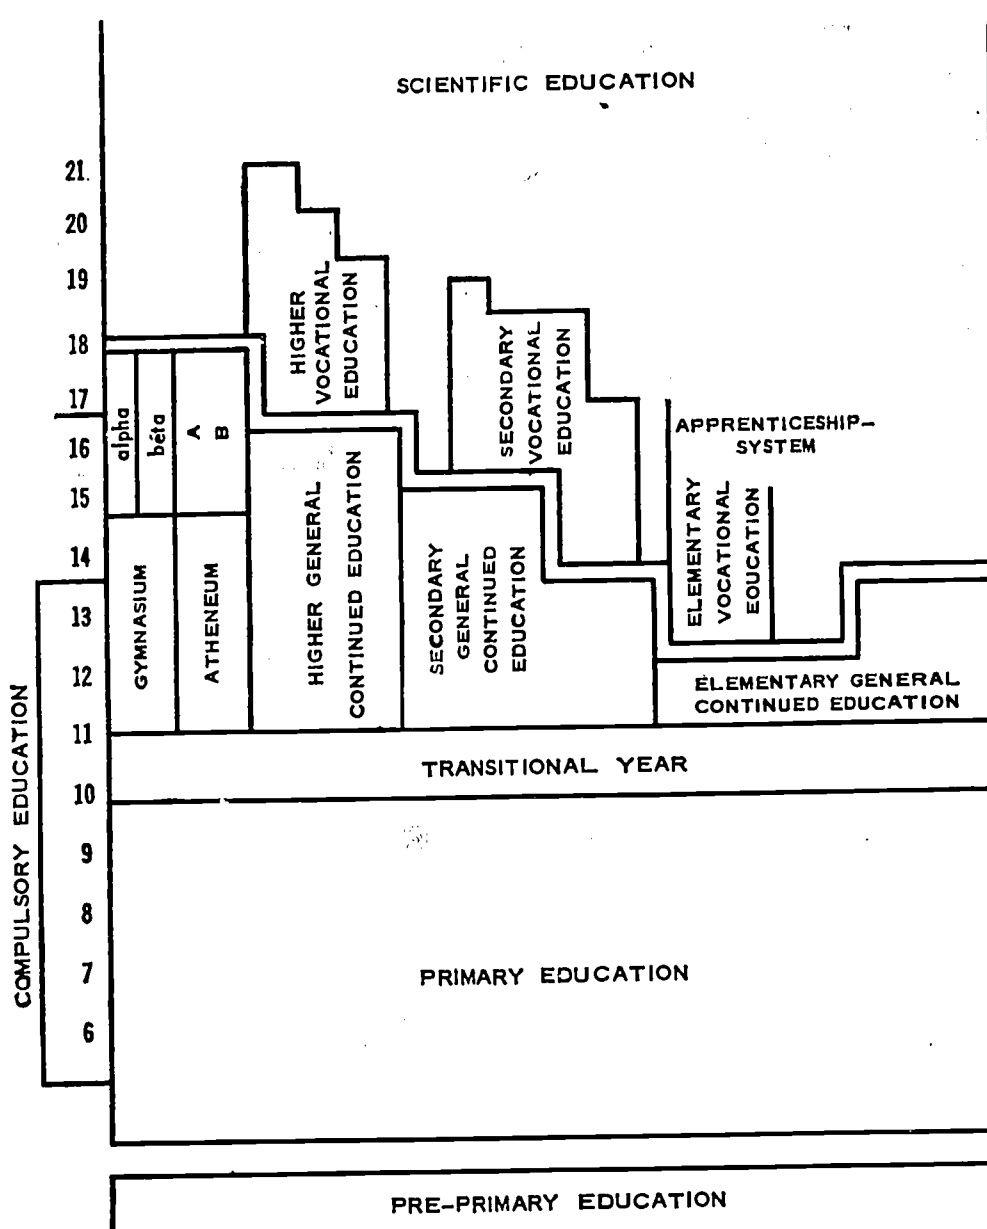 SCIENTIFIC EDUCATION
21.
20
19
18
17
16
15
14
13
12
11
10
9
8
7
6
COMPULSORY EDUCATION
HIGHER
VOCATIONAL
EDUCATION
SECONDARY
VOCATIONAL
EDUCATION
APPRENTICESHIP-
SYSTEM
alpha
béta
A
B
ELEMENTARY
VOCATIONAL
EOUCATION
GYMNASIUM
ATHENEUM
HIGHER GENERAL
CONTINUED EDUCATION
SECONDARY
GENERAL
CONTINUED
EDUCATION
ELEMENTARY GENERAL
CONTINUED EDUCATION
TRANSITIONAL YEAR
PRIMARY EDUCATION
PRE-PRIMARY EDUCATION